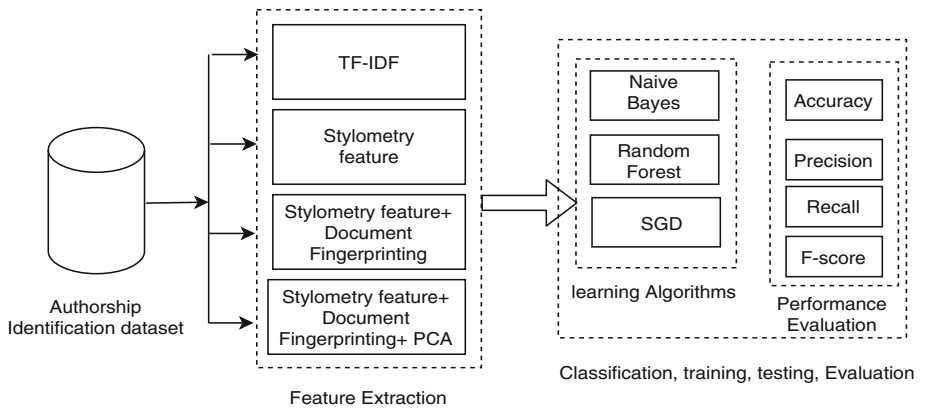 Authorship
Identification dataset
TF-IDF
Stylometry
feature
Stylometry feature+
Document
Fingerprinting
Stylometry feature+
Document
Fingerprinting+ PCA
Feature Extraction
Naive
Bayes
Random
Forest
SGD
learning Algorithms
Accuracy
Precision
Recall
F-score
Performance
Evaluation
Classification, training, testing, Evaluation